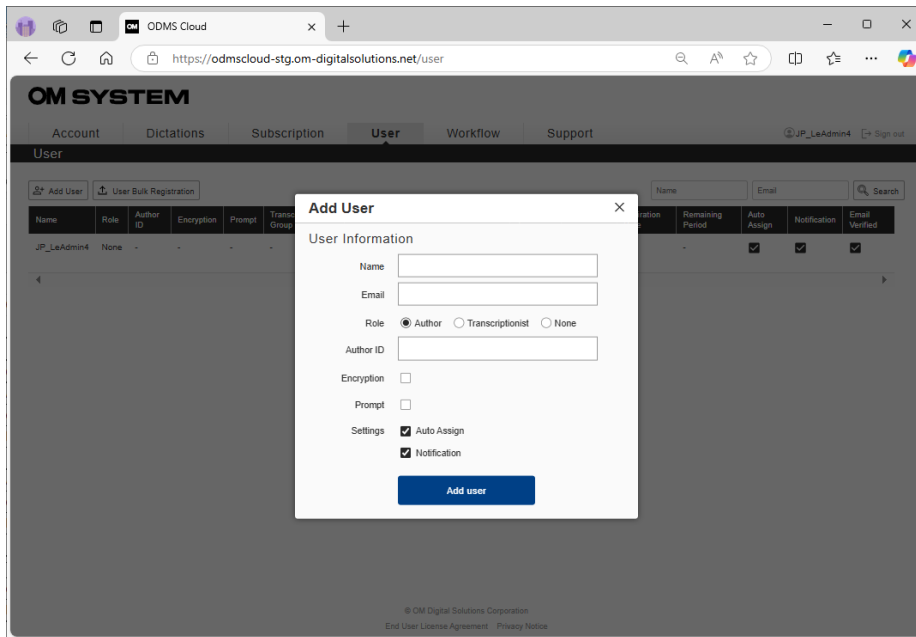 OM ODMS Cloud
https://odmscloud-stg.om-digitalsolutions.net/user
OM SYSTEM
Account Dictations Subscription User Workflow Support JP_LeAdmin4 Sign out
User
Add User User Bulk Registration Name Email Search
Name Role Author ID Encryption Prompt Remaining Period Auto Assign Notification Email Verified
JP_LeAdmin4 None - - - - -
Add User
User Information
Name
Email
Role Author Transcriptionist None
Author ID
Encryption
Prompt
Settings Auto Assign
Notification
Add user
© OM Digital Solutions Corporation
End User License Agreement Privacy Notice